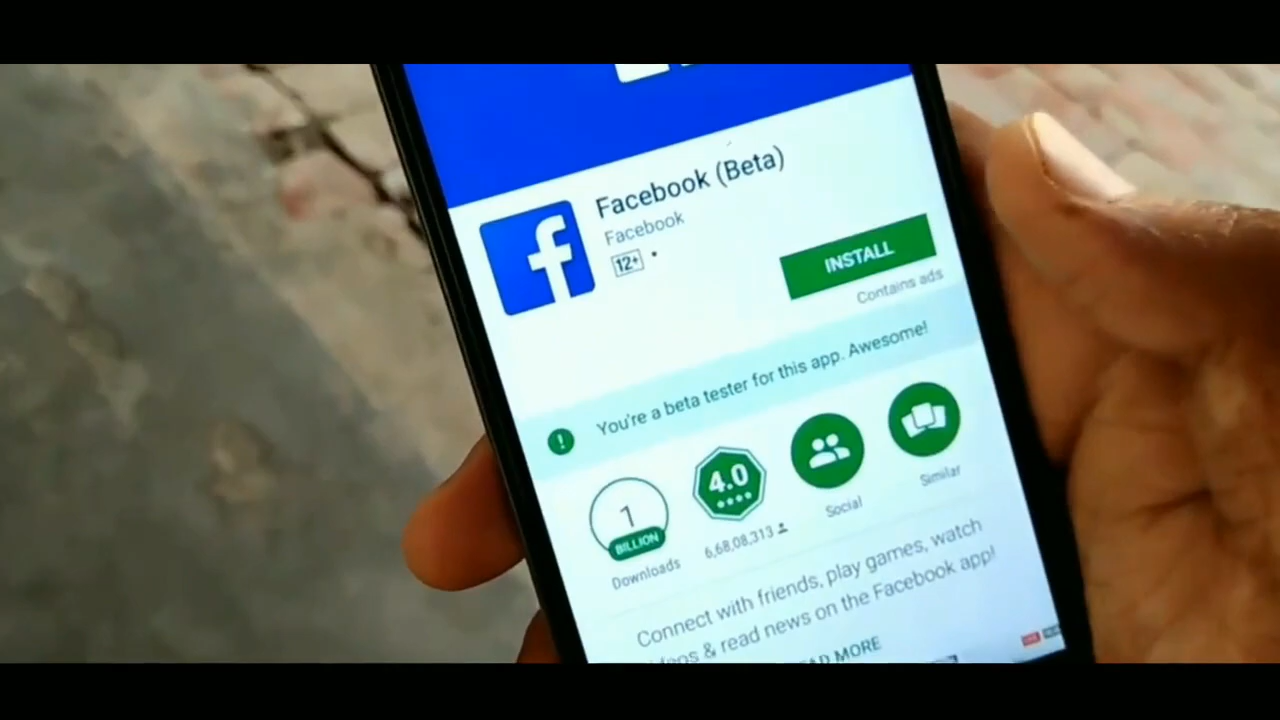 Facebook (Beta)
Facebook
12+
INSTALL
Contains ads
You're a beta tester for this app. Awesome!
1
BILLION
Downloads
4.0
6,68,08,313
Social
Similar
Connect with friends, play games, watch
& read news on the Facebook app!
MORE